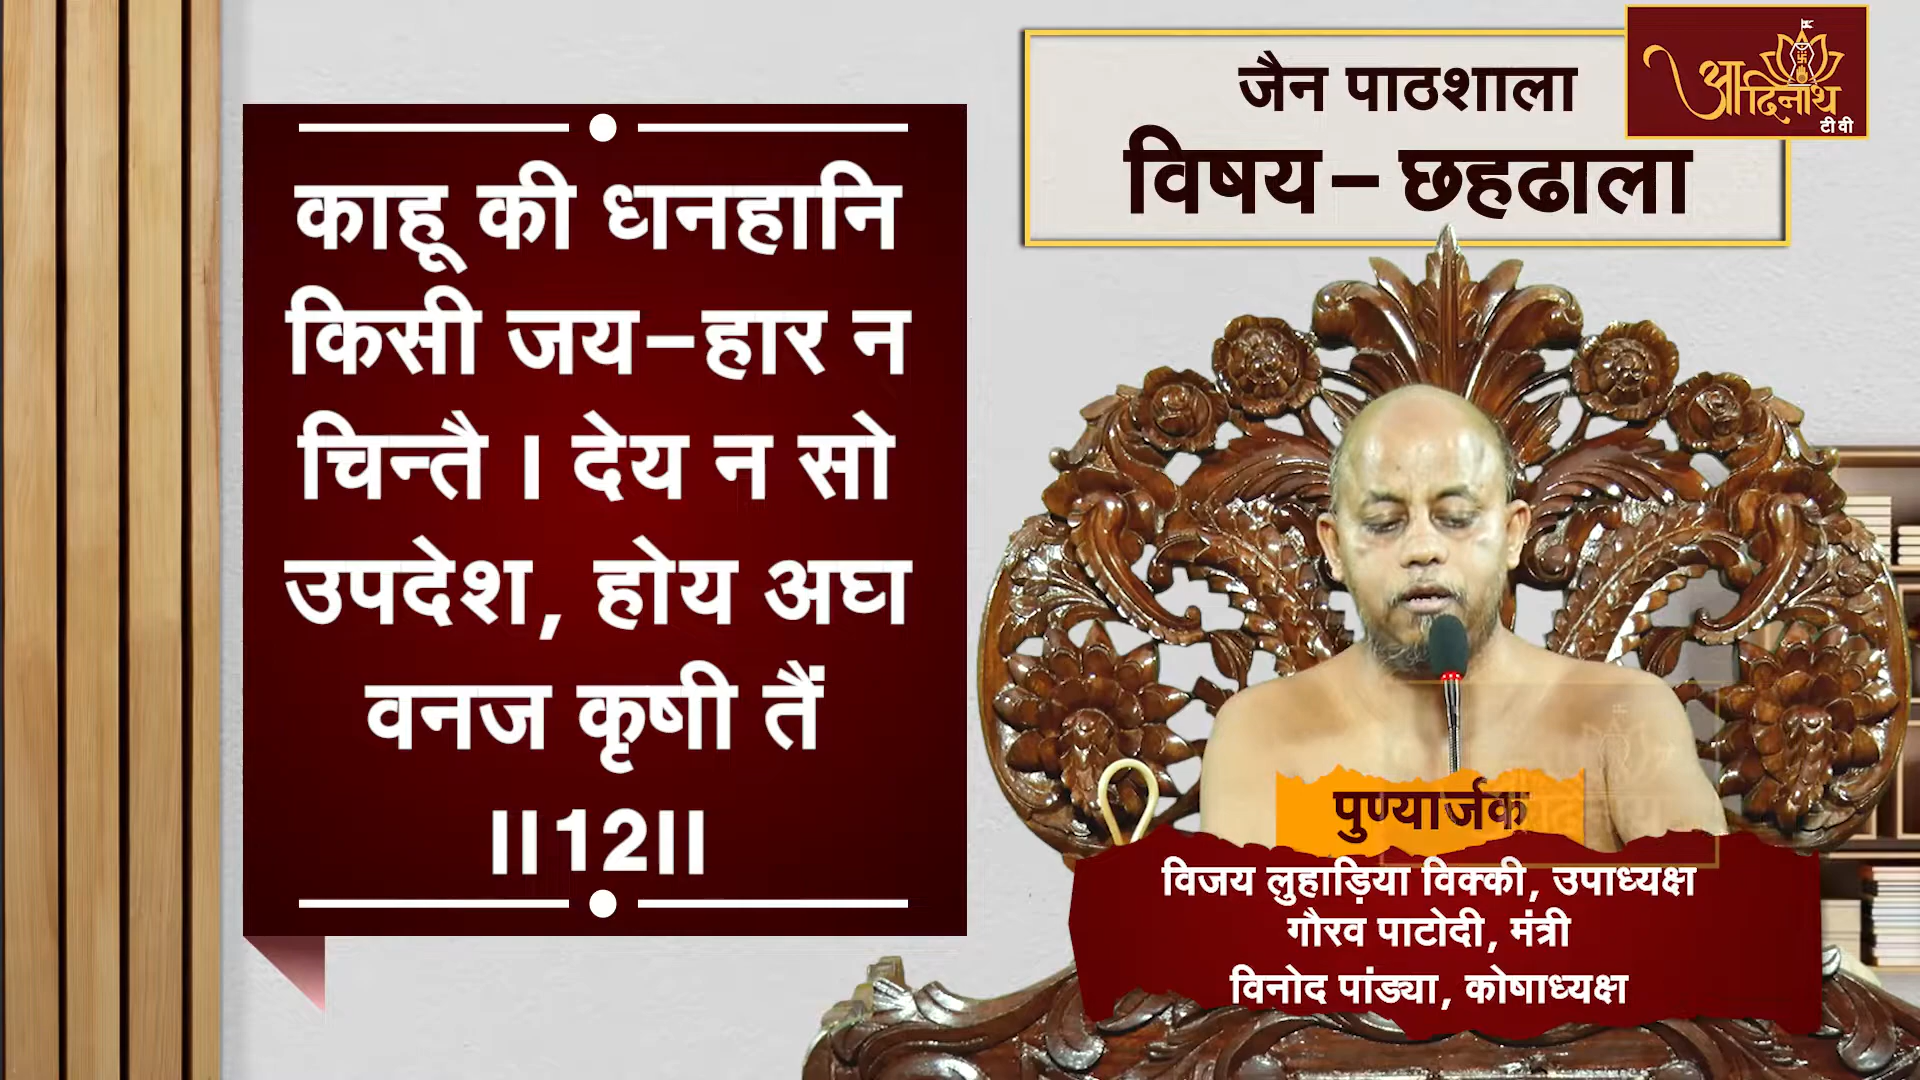 काहू की धनहानि
किसी जय-हार न
चिन्तै । देय न सो
उपदेश, होय अघ
वनज कृषी तैं
॥12॥
जैन पाठशाला
विषय - छहढाला
आदिनाथ
टी वी
पुण्यार्जक
विजय लुहाड़िया विक्की, उपाध्यक्ष
गौरव पाटोदी, मंत्री
विनोद पांड्या, कोषाध्यक्ष